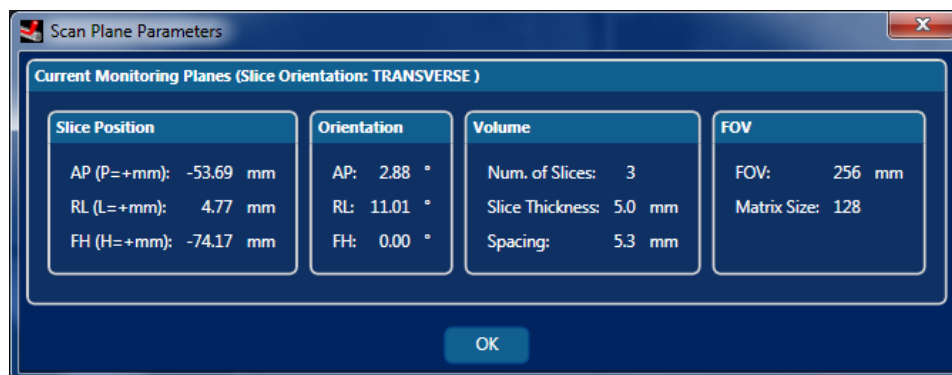 Scan Plane Parameters
Current Monitoring Planes (Slice Orientation: TRANSVERSE )
Slice Position
AP (P=+mm): -53.69 mm
RL (L=+mm): 4.77 mm
FH (H=+mm): -74.17 mm
Orientation
AP: 2.88 °
RL: 11.01 °
FH: 0.00 °
Volume
Num. of Slices: 3
Slice Thickness: 5.0 mm
Spacing: 5.3 mm
FOV
FOV: 256 mm
Matrix Size: 128
OK